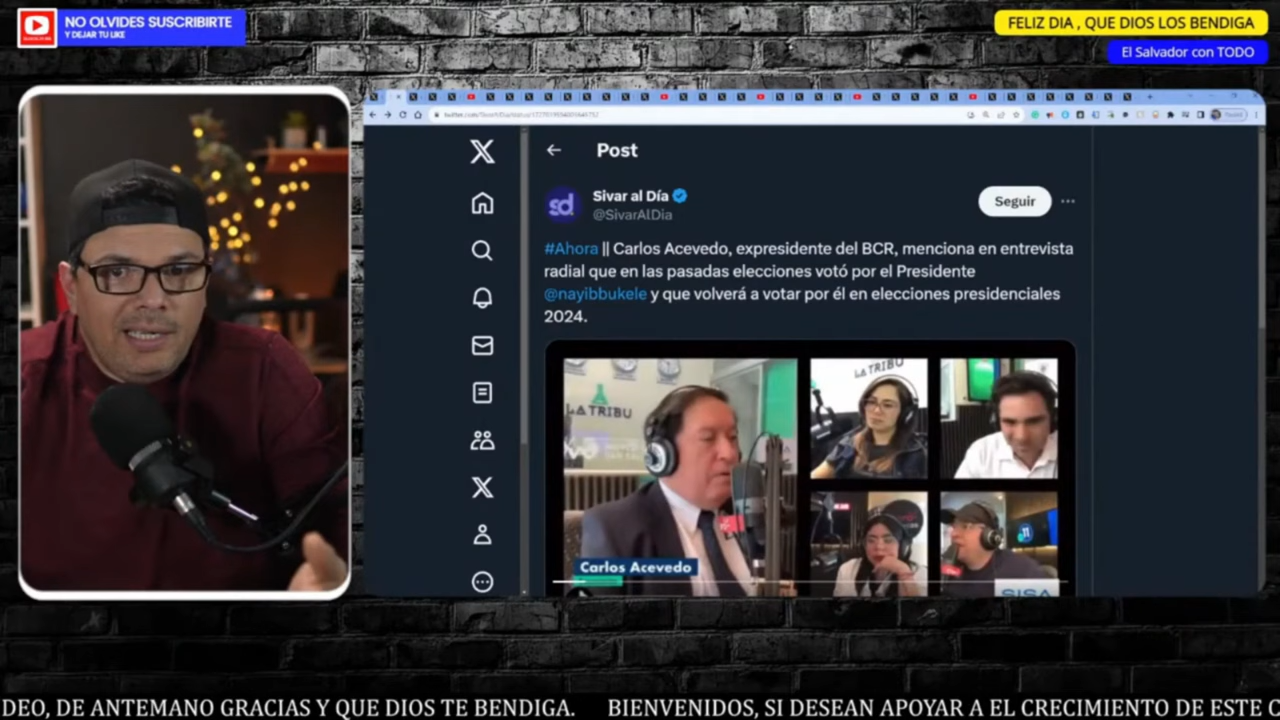 NO OLVIDES SUSCRIBIRTE
Y DEJAR TU LIKE
FELIZ DIA , QUE DIOS LOS BENDIGA
El Salvador con TODO
Post
sd
Sivar al Día
@SivarAlDia
Seguir
#Ahora || Carlos Acevedo, expresidente del BCR, menciona en entrevista
radial que en las pasadas elecciones votó por el Presidente
@nayibbukele y que volverá a votar por él en elecciones presidenciales
2024.
LA TRIBU
LA TRIBU
Carlos Acevedo
11
SISA
DEO, DE ANTEMANO GRACIAS Y QUE DIOS TE BENDIGA. BIENVENIDOS, SI DESEAN APOYAR A EL CRECIMIENTO DE ESTE C